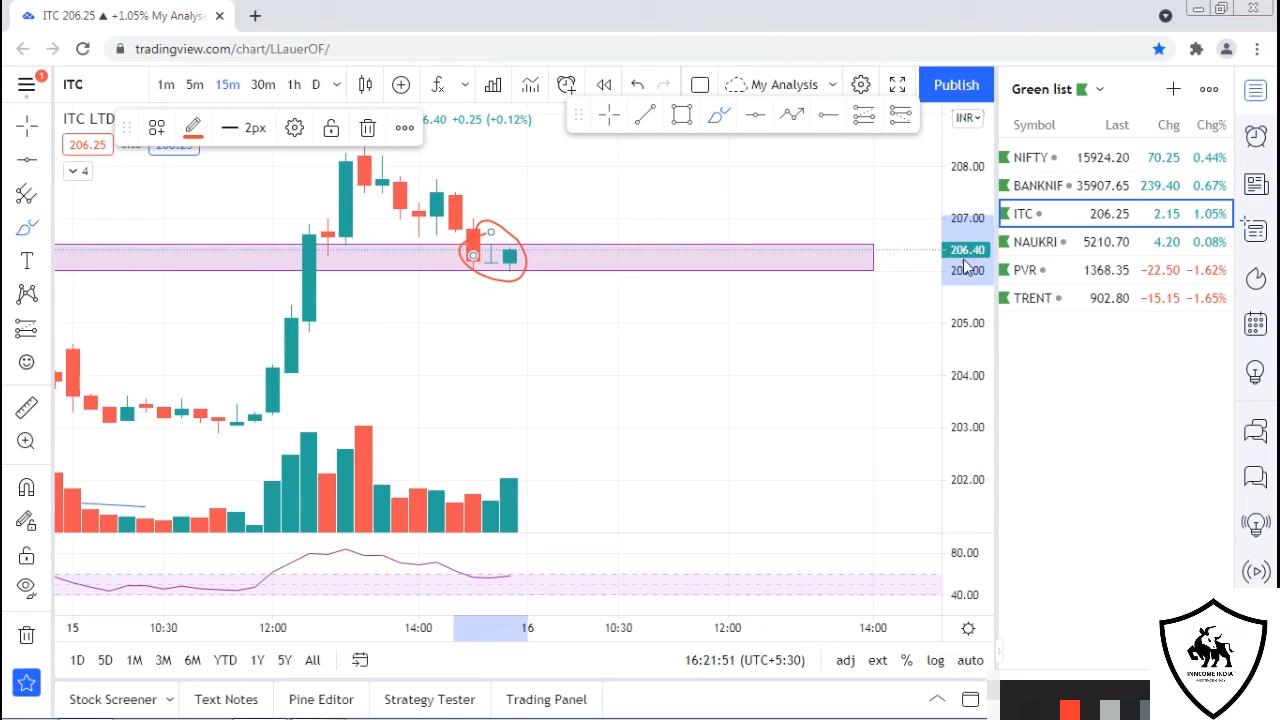 ITC 206.25 ▲ +1.05% My Analys
tradingview.com/chart/LLauerOF/
1
ITC 1m 5m 15m 30m 1h D My Analysis Publish
ITC LTD 6.40 +0.25 (+0.12%)
2px
206.25 206.25
4
INR
208.00
207.00
206.40
206.00
205.00
204.00
203.00
202.00
80.00
40.00
15 10:30 12:00 14:00 16 10:30 12:00 14:00
1D 5D 1M 3M 6M YTD 1Y 5Y All 16:21:51 (UTC+5:30) adj ext % log auto
Stock Screener Text Notes Pine Editor Strategy Tester Trading Panel
Green list
Symbol Last Chg Chg%
NIFTY 15924.20 70.25 0.44%
BANKNIF 35907.65 239.40 0.67%
ITC 206.25 2.15 1.05%
NAUKRI 5210.70 4.20 0.08%
PVR 1368.35 −22.50 −1.62%
TRENT 902.80 −15.15 −1.65%
INNCOME INDIA